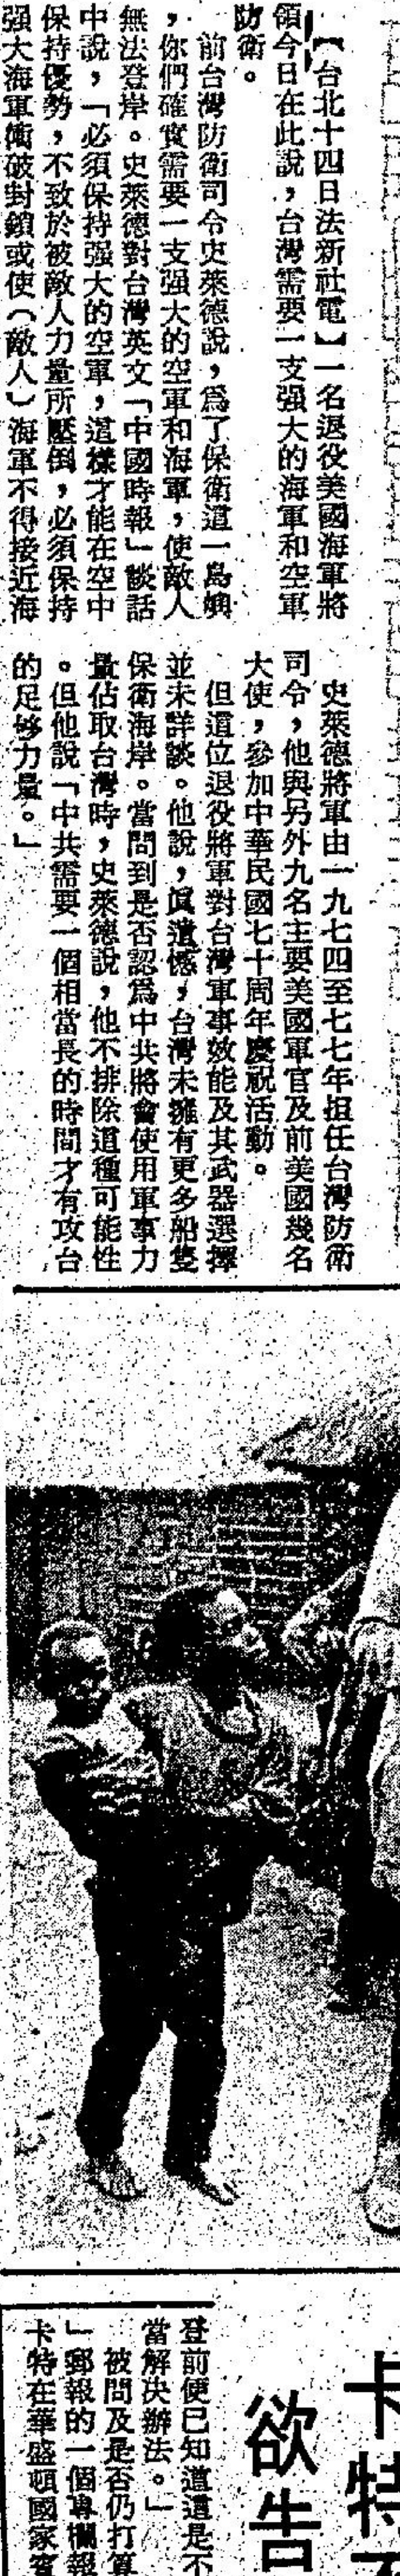 【台北十四日法新社電】一名退役美國海軍將
領今日在此說，台灣需要一支强大的海軍和空軍
防衛。
前台灣防衛司令史萊德說，爲了保衛這一島嶼
，你們確實需要一支强大的空軍和海軍，使敵人
無法登岸。史萊德對台灣英文「中國時報」談話
中說，「必須保持强大的空軍，這樣才能在空中
保持優勢，不致於被敵人力量所壓倒，必須保持
强大海軍衝破封鎖或使（敵人）海軍不得接近海
史萊德將軍由一九七四至七七年担任台灣防衛
司令，他與另外九名主要美國軍官及前美國幾名
大使，參加中華民國七十周年慶祝活動。
但這位退役將軍對台灣軍事效能及其武器選擇
並未詳談。他說，眞遺憾，台灣未擁有更多船隻
保衛海岸。當問到是否認爲中共將會使用軍事力
量佔取台灣時，史萊德說，他不排除這種可能性
。但他說「中共需要一個相當長的時間才有攻台
的足够力量。」
卡特
欲告
登前便已知道這是不
當解决辦法。」
被問及是否仍打算
」郵報的一個專欄報
卡特在華盛頓國家賓